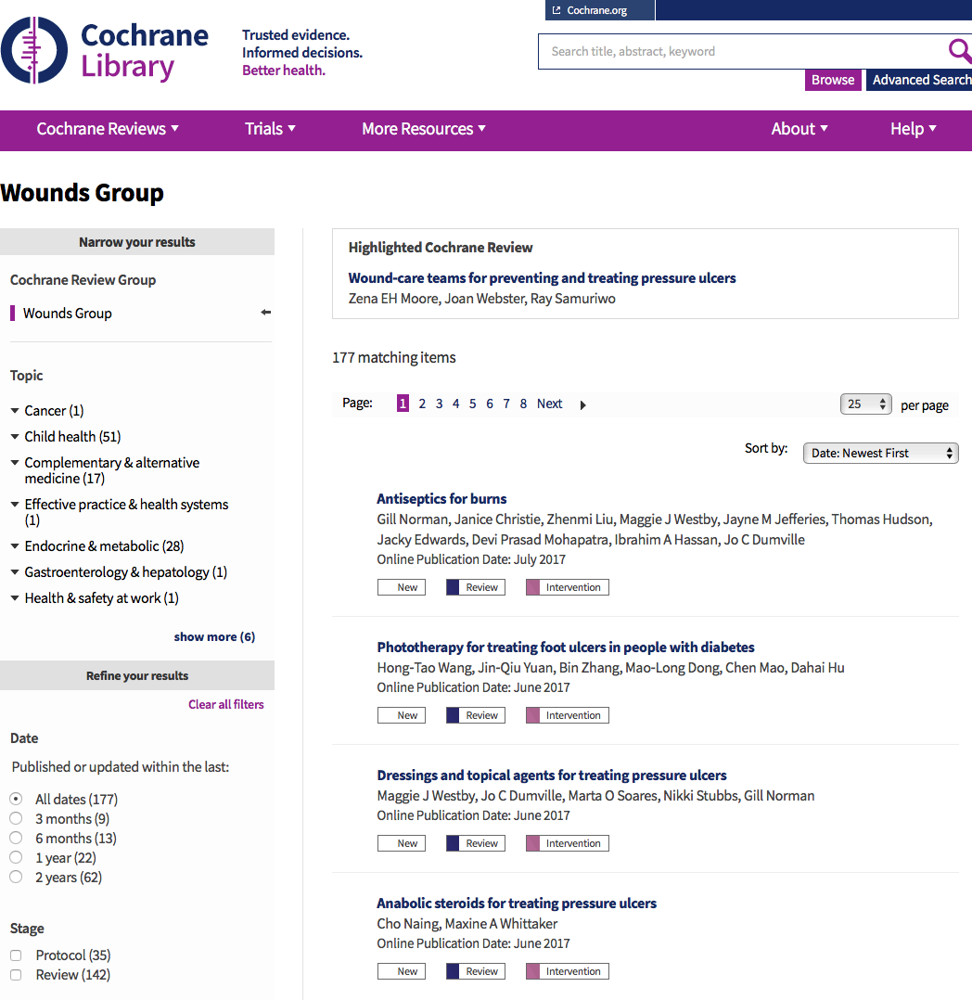 Cochrane.org
Cochrane
Library
Trusted evidence.
Informed decisions.
Better health.
Search title, abstract, keyword
Browse
Advanced Search
Cochrane Reviews
Trials
More Resources
About
Help
Wounds Group
Narrow your results
Cochrane Review Group
Wounds Group
Topic
Cancer (1)
Child health (51)
Complementary & alternative
medicine (17)
Effective practice & health systems
(1)
Endocrine & metabolic (28)
Gastroenterology & hepatology (1)
Health & safety at work (1)
show more (6)
Refine your results
Clear all filters
Date
Published or updated within the last:
All dates (177)
3 months (9)
6 months (13)
1 year (22)
2 years (62)
Stage
Protocol (35)
Review (142)
Highlighted Cochrane Review
Wound-care teams for preventing and treating pressure ulcers
Zena EH Moore, Joan Webster, Ray Samuriwo
177 matching items
Page: 1 2 3 4 5 6 7 8 Next
25 per page
Sort by: Date: Newest First
Antiseptics for burns
Gill Norman, Janice Christie, Zhenmi Liu, Maggie J Westby, Jayne M Jefferies, Thomas Hudson,
Jacky Edwards, Devi Prasad Mohapatra, Ibrahim A Hassan, Jo C Dumville
Online Publication Date: July 2017
New Review Intervention
Phototherapy for treating foot ulcers in people with diabetes
Hong-Tao Wang, Jin-Qiu Yuan, Bin Zhang, Mao-Long Dong, Chen Mao, Dahai Hu
Online Publication Date: June 2017
New Review Intervention
Dressings and topical agents for treating pressure ulcers
Maggie J Westby, Jo C Dumville, Marta O Soares, Nikki Stubbs, Gill Norman
Online Publication Date: June 2017
New Review Intervention
Anabolic steroids for treating pressure ulcers
Cho Naing, Maxine A Whittaker
Online Publication Date: June 2017
New Review Intervention